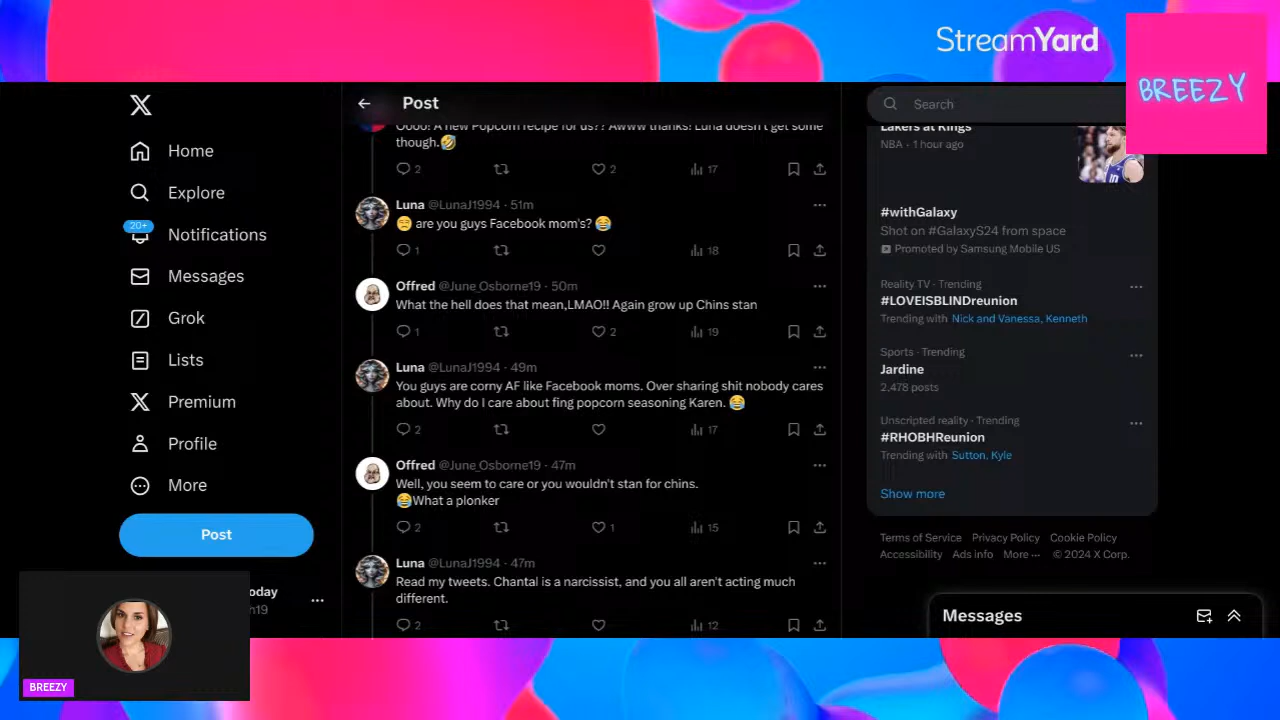 StreamYard
BREEZY
Post
Search
Home
Explore
20+
Notifications
Messages
Grok
Lists
Premium
Profile
More
Post
oday
h19
BREEZY
Oooo! A new Popcorn recipe for us?? Awww thanks! Luna doesn't get some
though.🤣
2
2
17
Luna @LunaJ1994 · 51m
😒 are you guys Facebook mom's? 😂
1
18
Offred @June_Osborne19 · 50m
What the hell does that mean,LMAO!! Again grow up Chins stan
1
2
19
Luna @LunaJ1994 · 49m
You guys are corny AF like Facebook moms. Over sharing shit nobody cares
about. Why do I care about fing popcorn seasoning Karen. 😂
2
17
Offred @June_Osborne19 · 47m
Well, you seem to care or you wouldn't stan for chins.
😂What a plonker
2
1
15
Luna @LunaJ1994 · 47m
Read my tweets. Chantal is a narcissist, and you all aren't acting much
different.
2
12
Lakers at Kings
NBA · 1 hour ago
#withGalaxy
Shot on #GalaxyS24 from space
Promoted by Samsung Mobile US
Reality TV · Trending
#LOVEISBLINDreunion
Trending with Nick and Vanessa, Kenneth
Sports · Trending
Jardine
2,478 posts
Unscripted reality · Trending
#RHOBHReunion
Trending with Sutton, Kyle
Show more
Terms of Service Privacy Policy Cookie Policy
Accessibility Ads info More ··· © 2024 X Corp.
Messages